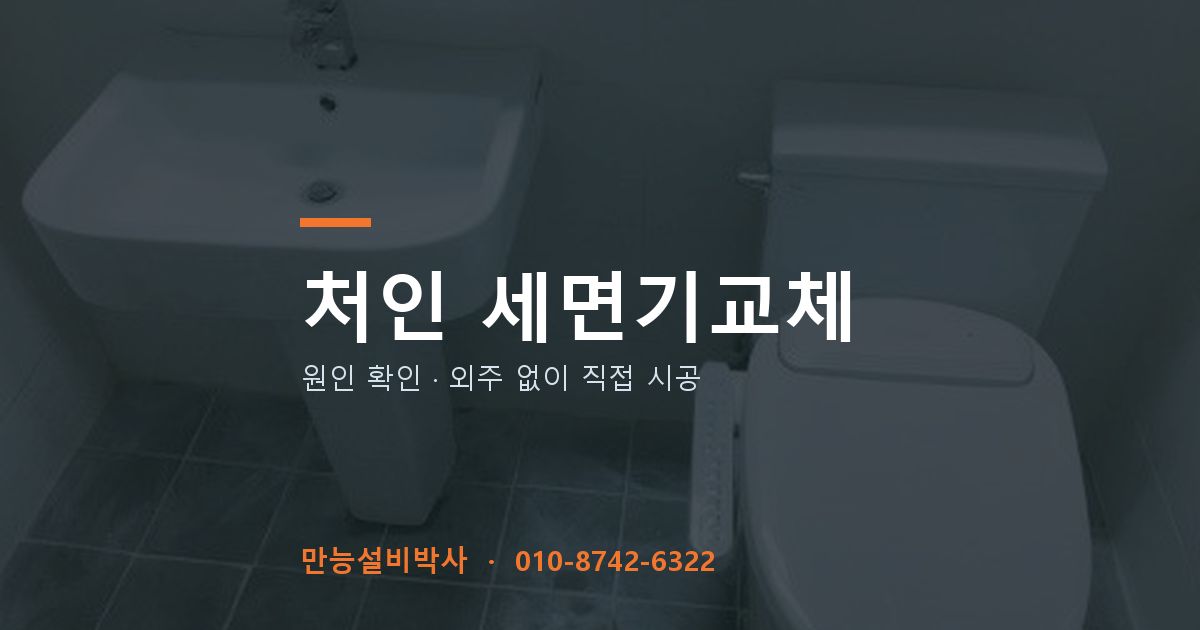 처인 세면기교체
원인 확인 · 외주 없이 직접 시공
만능설비박사 · 010-8742-6322